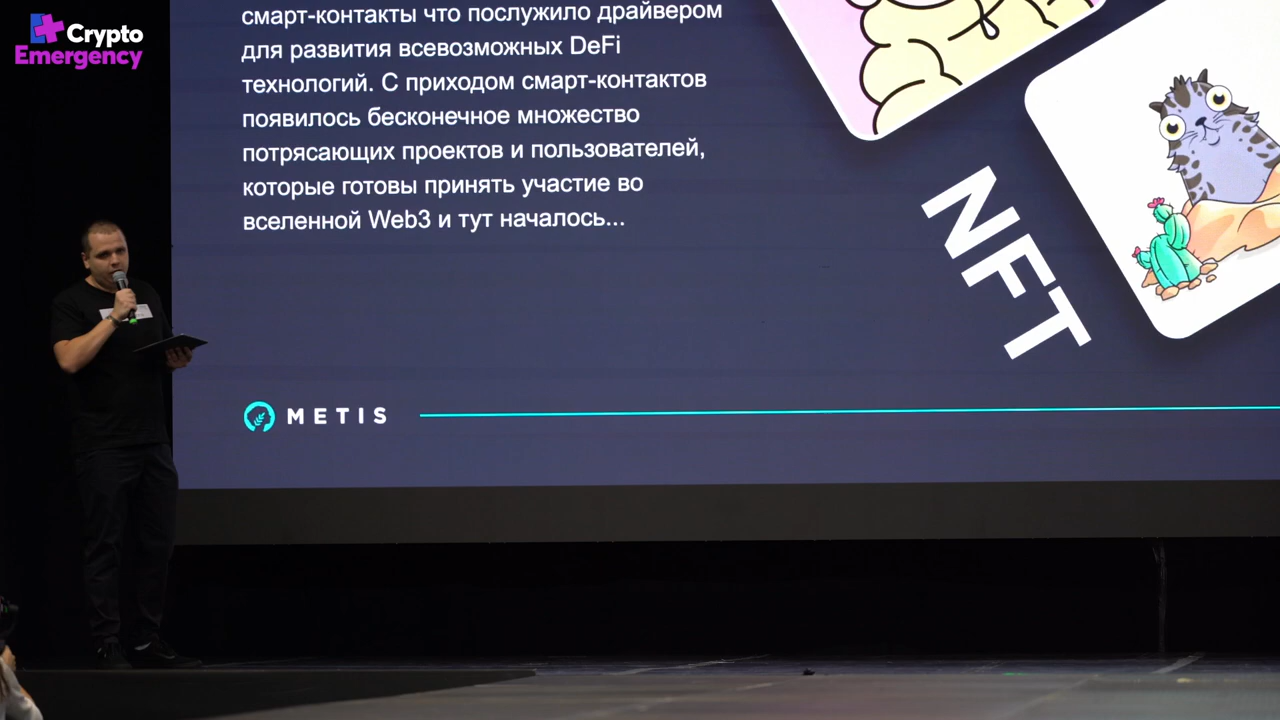 Crypto
Emergency
смарт-контакты что послужило драйвером
для развития всевозможных DeFi
технологий. С приходом смарт-контактов
появилось бесконечное множество
потрясающих проектов и пользователей,
которые готовы принять участие во
вселенной Web3 и тут началось...
NFT
METIS